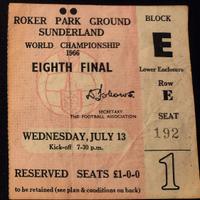 ROKER PARK GROUND
SUNDERLAND
WORLD CHAMPIONSHIP
1966
EIGHTH FINAL
SECRETARY
THE FOOTBALL ASSOCIATION
WEDNESDAY, JULY 13
Kick-off 7-30 p.m.
RESERVED SEATS £1-0-0
to be retained (see plan & conditions on back)
BLOCK
E
Lower Enclosure
Row
E
SEAT
192
1